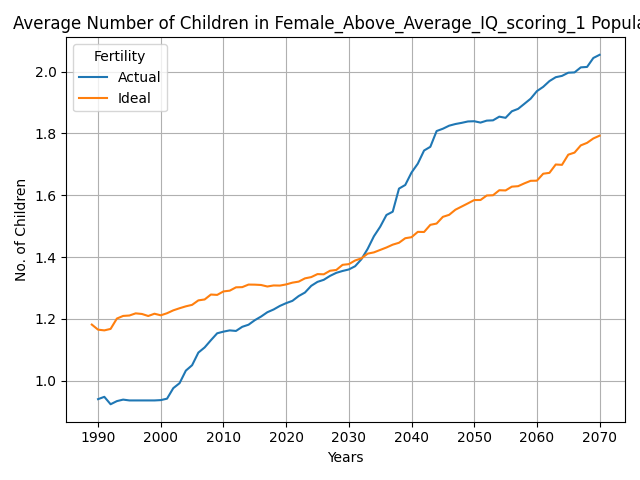 Average Number of Children in Female_Above_Average_IQ_scoring_1 Popula
Fertility
Actual
Ideal
No. of Children
2.0
1.8
1.6
1.4
1.2
1.0
1990 2000 2010 2020 2030 2040 2050 2060 2070
Years